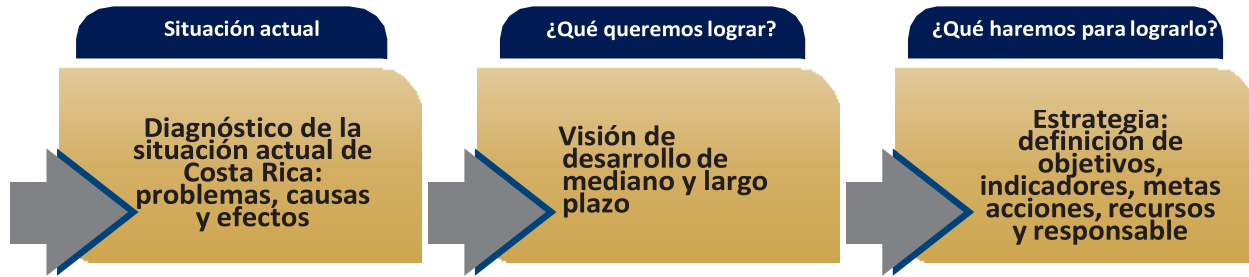 Situación actual
Diagnóstico de la
situación actual de
Costa Rica:
problemas, causas
y efectos
¿Qué queremos lograr?
Visión de
desarrollo de
mediano y largo
plazo
¿Qué haremos para lograrlo?
Estrategia:
definición de
objetivos,
indicadores, metas
acciones, recursos
y responsable